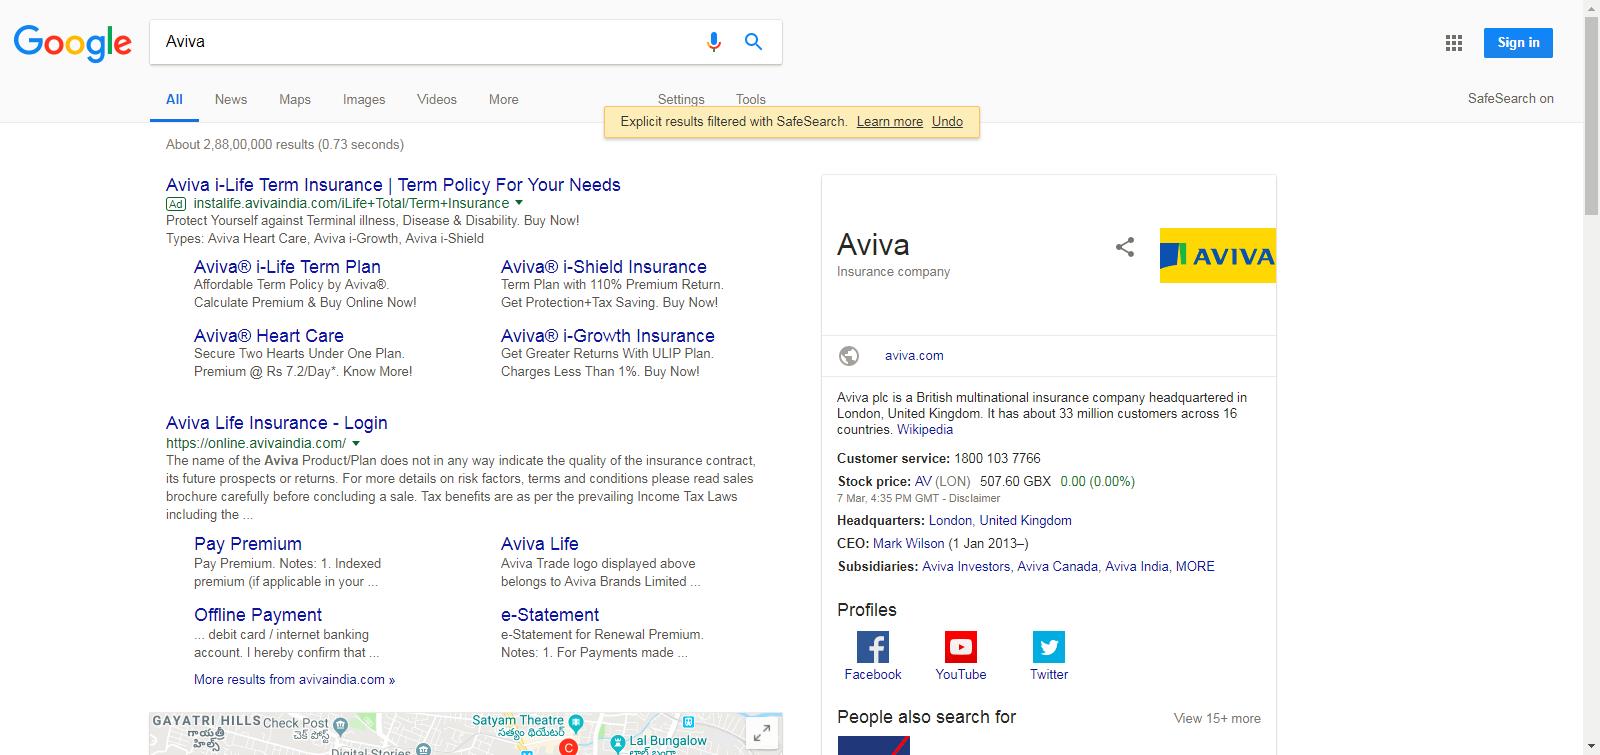 Google
Aviva
Sign in
All News Maps Images Videos More Settings Tools
SafeSearch on
Explicit results filtered with SafeSearch. Learn more Undo
About 2,88,00,000 results (0.73 seconds)
Aviva i-Life Term Insurance | Term Policy For Your Needs
Ad instalife.avivaindia.com/iLife+Total/Term+Insurance
Protect Yourself against Terminal illness, Disease & Disability. Buy Now!
Types: Aviva Heart Care, Aviva i-Growth, Aviva i-Shield
Aviva® i-Life Term Plan
Affordable Term Policy by Aviva®.
Calculate Premium & Buy Online Now!
Aviva® i-Shield Insurance
Term Plan with 110% Premium Return.
Get Protection+Tax Saving. Buy Now!
Aviva® Heart Care
Secure Two Hearts Under One Plan.
Premium @ Rs 7.2/Day*. Know More!
Aviva® i-Growth Insurance
Get Greater Returns With ULIP Plan.
Charges Less Than 1%. Buy Now!
Aviva Life Insurance - Login
https://online.avivaindia.com/
The name of the Aviva Product/Plan does not in any way indicate the quality of the insurance contract,
its future prospects or returns. For more details on risk factors, terms and conditions please read sales
brochure carefully before concluding a sale. Tax benefits are as per the prevailing Income Tax Laws
including the ...
Pay Premium
Pay Premium. Notes: 1. Indexed
premium (if applicable in your ...
Aviva Life
Aviva Trade logo displayed above
belongs to Aviva Brands Limited ...
Offline Payment
... debit card / internet banking
account. I hereby confirm that ...
e-Statement
e-Statement for Renewal Premium.
Notes: 1. For Payments made ...
More results from avivaindia.com »
GAYATRI HILLS
గాయత్రీ
హిల్స్
Check Post
చెక్ పోస్ట్
Digital Stories
Satyam Theatre
సత్యం థియేటర్
C
Lal Bungalow
Aviva
Insurance company
AVIVA
aviva.com
Aviva plc is a British multinational insurance company headquartered in
London, United Kingdom. It has about 33 million customers across 16
countries. Wikipedia
Customer service: 1800 103 7766
Stock price: AV (LON) 507.60 GBX 0.00 (0.00%)
7 Mar, 4:35 PM GMT - Disclaimer
Headquarters: London, United Kingdom
CEO: Mark Wilson (1 Jan 2013–)
Subsidiaries: Aviva Investors, Aviva Canada, Aviva India, MORE
Profiles
Facebook YouTube Twitter
People also search for View 15+ more